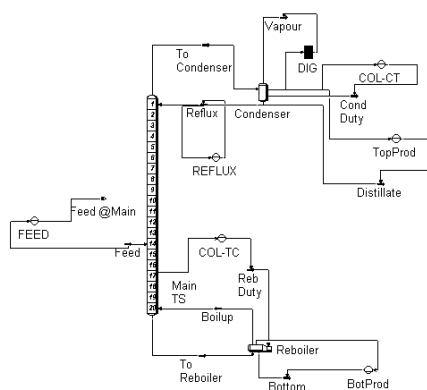 Vapour
To
Condenser
DIG
COL-CT
Reflux
Condenser
Cond
Duty
REFLUX
TopProd
Distillate
Feed @Main
FEED
Feed
COL-TC
Main
TS
Reb
Duty
Boilup
Reboiler
To
Reboiler
Bottom
BotProd
1
2
3
4
5
6
7
8
9
10
11
12
13
14
15
16
17
18
19
20